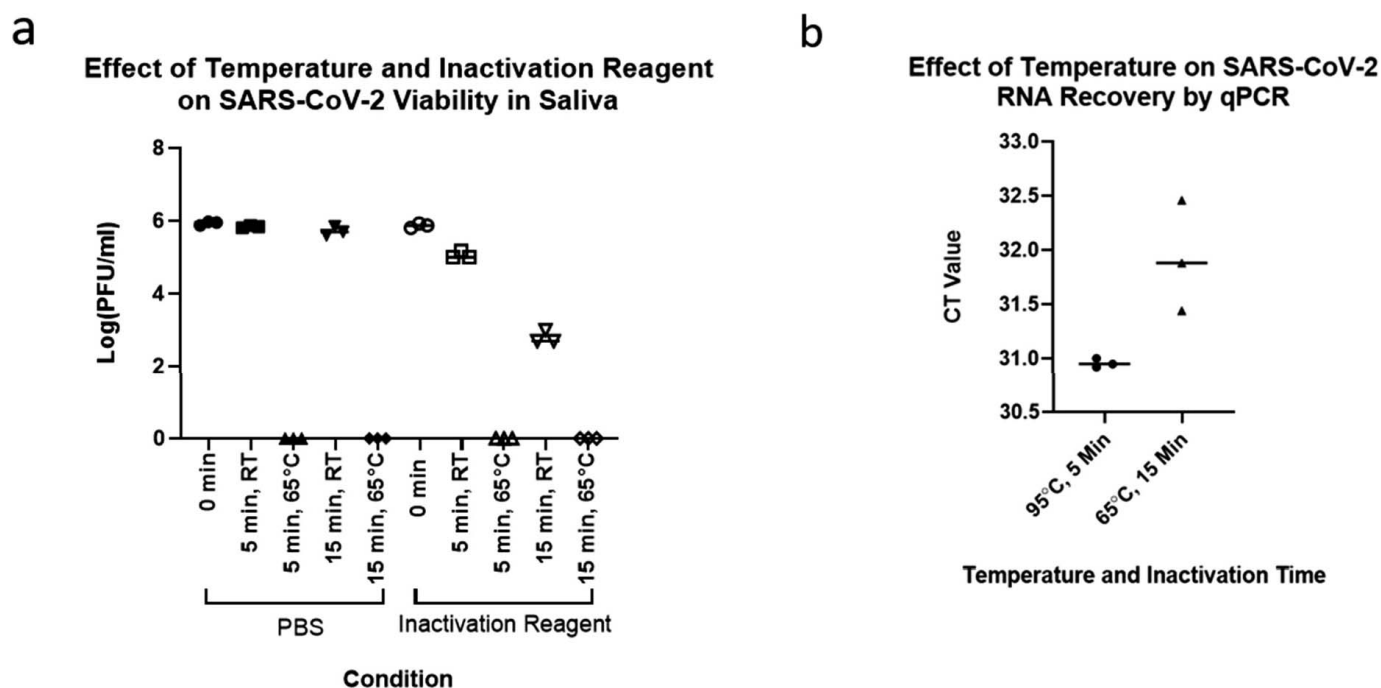 a
Effect of Temperature and Inactivation Reagent
on SARS-CoV-2 Viability in Saliva
Log(PFU/ml)
8
6
4
2
0
0 min
5 min, RT
5 min, 65°C
15 min, RT
15 min, 65°C
0 min
5 min, RT
5 min, 65°C
15 min, RT
15 min, 65°C
PBS
Inactivation Reagent
Condition
b
Effect of Temperature on SARS-CoV-2
RNA Recovery by qPCR
CT Value
33.0
32.5
32.0
31.5
31.0
30.5
95°C, 5 Min
65°C, 15 Min
Temperature and Inactivation Time